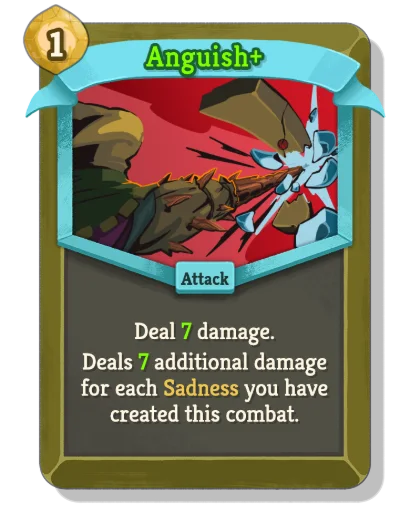 1
Anguish+
Attack
Deal 7 damage.
Deals 7 additional damage
for each Sadness you have
created this combat.